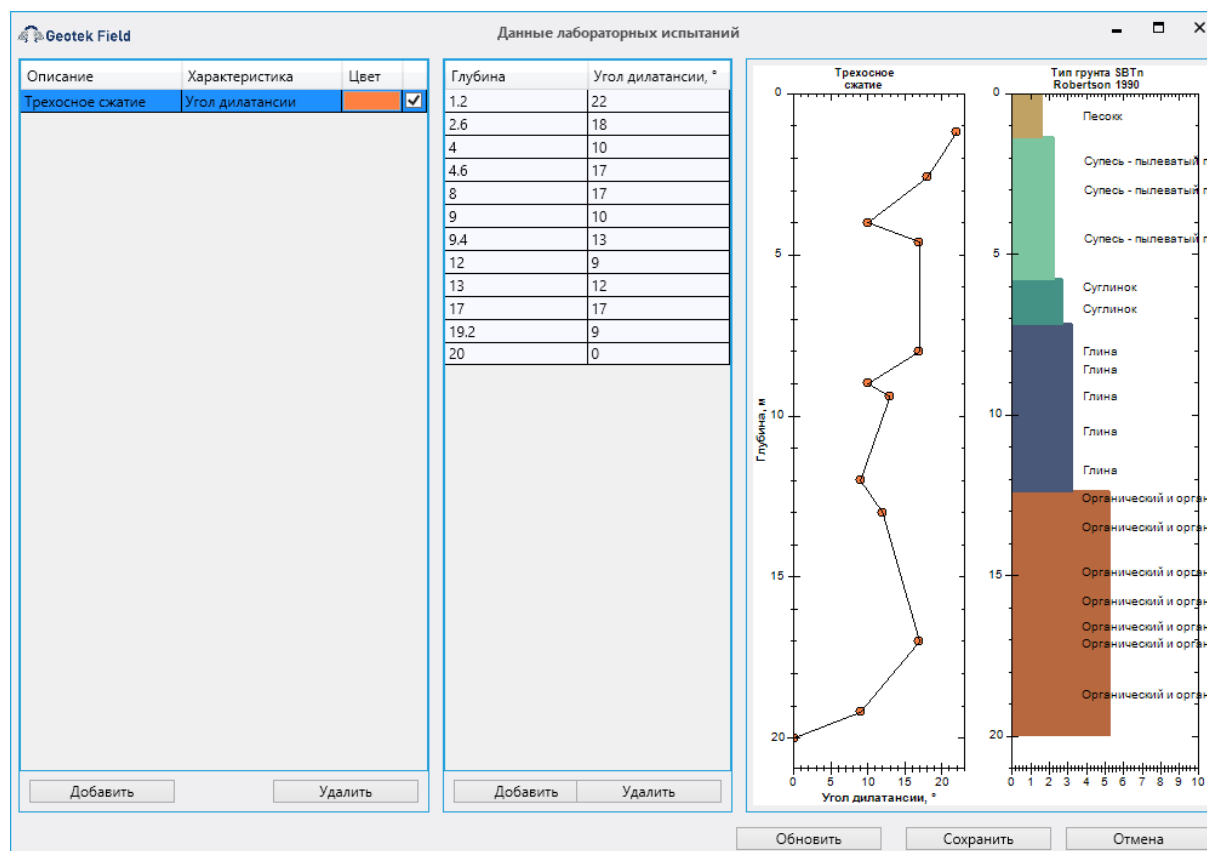 Geotek Field
Данные лабораторных испытаний
Описание Характеристика Цвет
Трехосное сжатие Угол дилатансии
Добавить Удалить
Глубина Угол дилатансии, °
1.2 22
2.6 18
4 10
4.6 17
8 17
9 10
9.4 13
12 9
13 12
17 17
19.2 9
20 0
Добавить Удалить
Трехосное
сжатие
0
5
10
15
20
Глубина, м
0 5 10 15 20
Угол дилатансии, °
Тип грунта SBTn
Robertson 1990
0
5
10
15
20
Песокк
Супесь - пылеватый п
Супесь - пылеватый п
Супесь - пылеватый п
Суглинок
Суглинок
Глина
Глина
Глина
Глина
Глина
Органический и орган
Органический и орган
Органический и орган
Органический и орган
Органический и орган
Органический и орган
Органический и орган
0 1 2 3 4 5 6 7 8 9 10
Обновить Сохранить Отмена